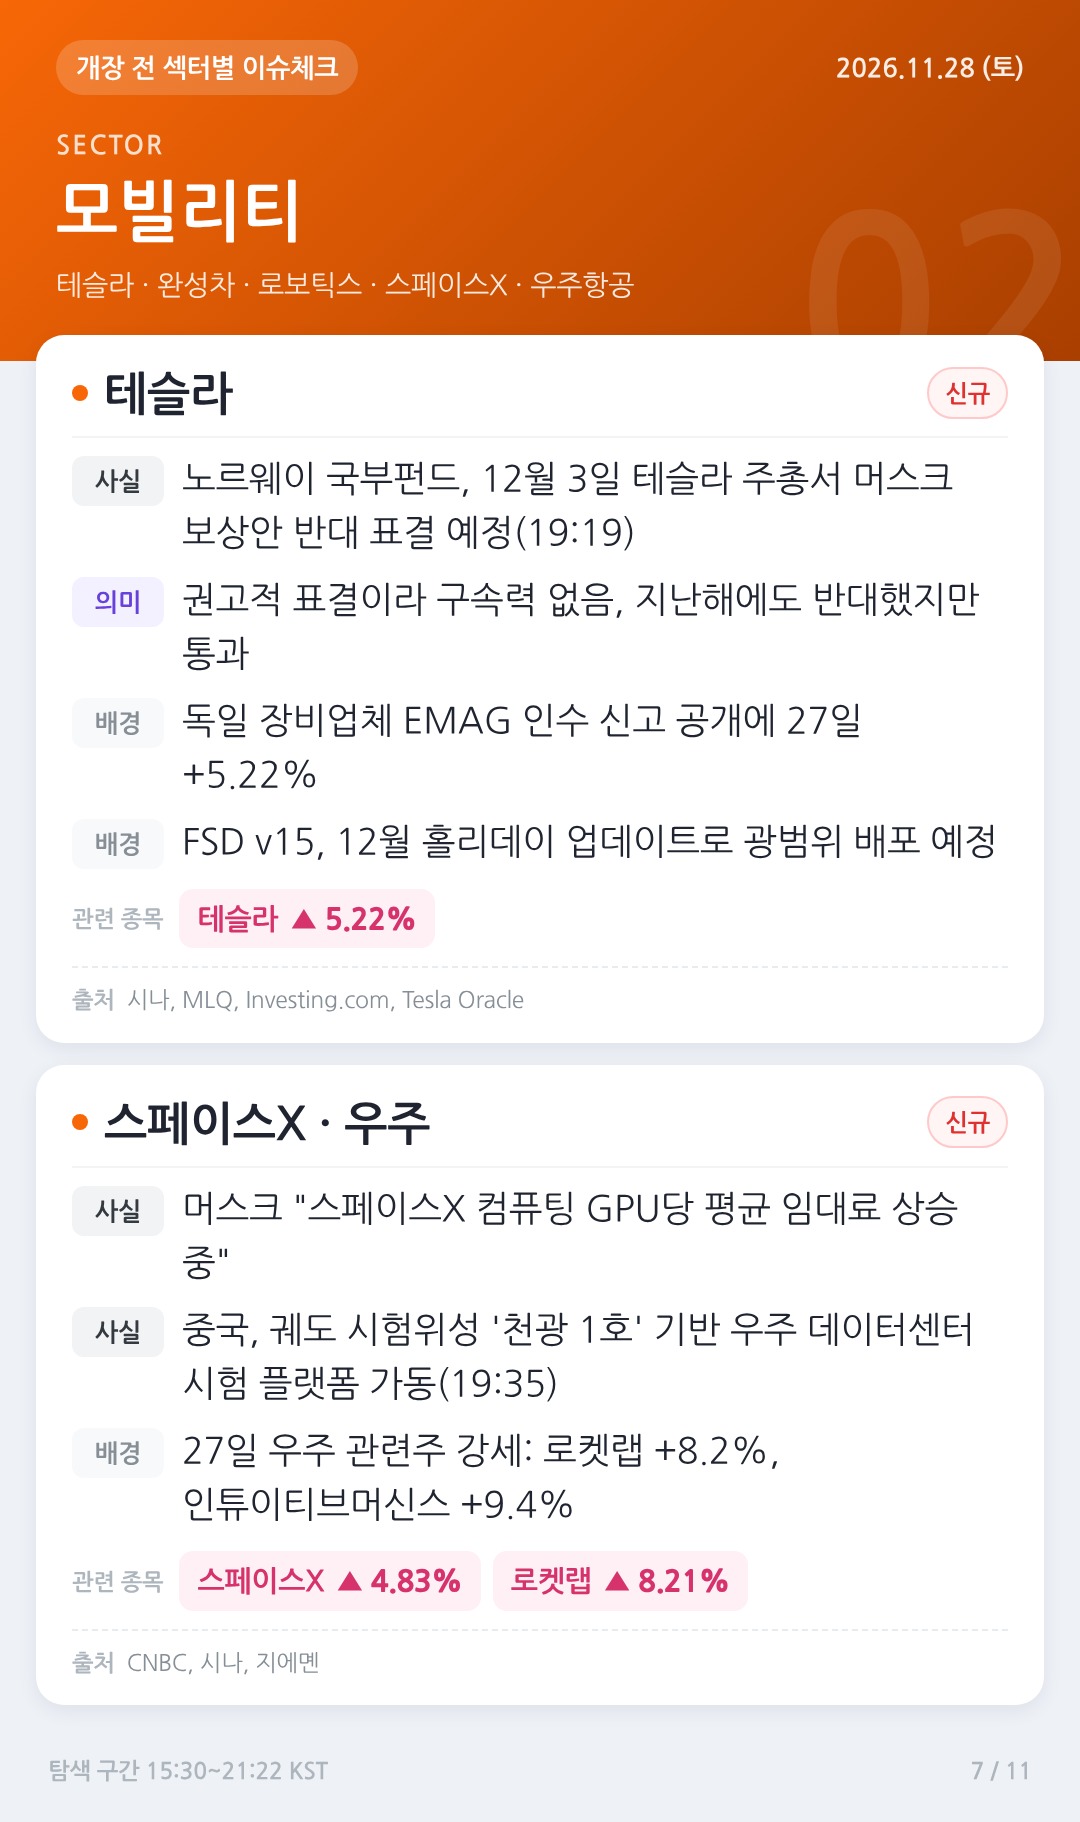 개장 전 섹터별 이슈체크
2026.11.28 (토)
SECTOR
모빌리티
테슬라 · 완성차 · 로보틱스 · 스페이스X · 우주항공
02
테슬라
신규
사실 노르웨이 국부펀드, 12월 3일 테슬라 주총서 머스크
보상안 반대 표결 예정(19:19)
의미 권고적 표결이라 구속력 없음, 지난해에도 반대했지만
통과
배경 독일 장비업체 EMAG 인수 신고 공개에 27일
+5.22%
배경 FSD v15, 12월 홀리데이 업데이트로 광범위 배포 예정
관련 종목 테슬라 ▲ 5.22%
출처 시나, MLQ, Investing.com, Tesla Oracle
스페이스X · 우주
신규
사실 머스크 "스페이스X 컴퓨팅 GPU당 평균 임대료 상승
중"
사실 중국, 궤도 시험위성 '천광 1호' 기반 우주 데이터센터
시험 플랫폼 가동(19:35)
배경 27일 우주 관련주 강세: 로켓랩 +8.2%,
인튜이티브머신스 +9.4%
관련 종목 스페이스X ▲ 4.83% 로켓랩 ▲ 8.21%
출처 CNBC, 시나, 지에몐
탐색 구간 15:30~21:22 KST
7 / 11